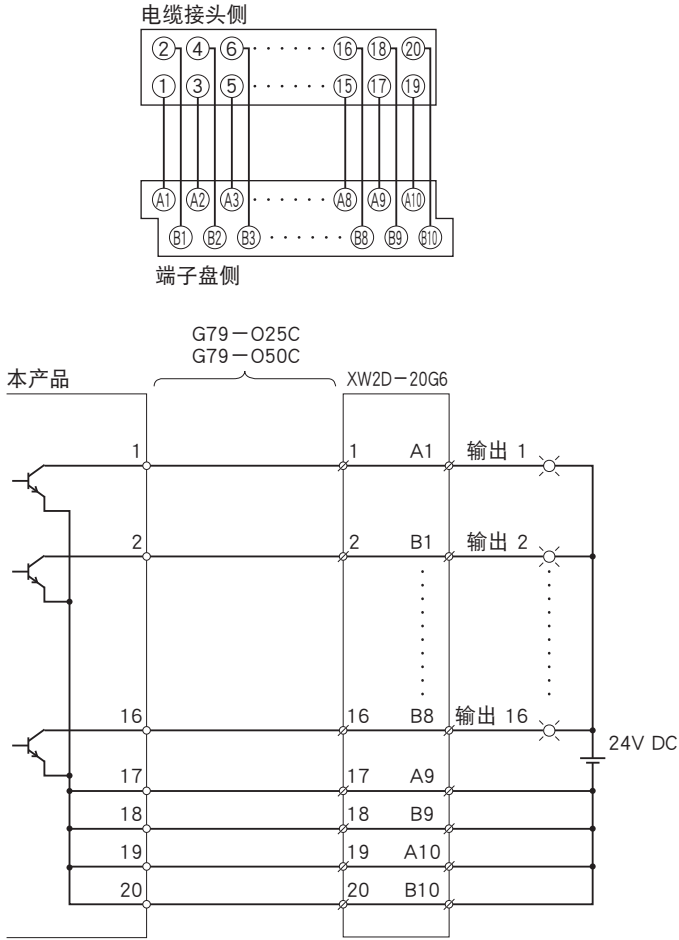 电缆接头侧
② ④ ⑥ · · · · · · ⑯ ⑱ ⑳
① ③ ⑤ · · · · · · ⑮ ⑰ ⑲
A1 A2 A3 · · · · · · A8 A9 A10
B1 B2 B3 · · · · · · B8 B9 B10
端子盘侧
G79－O25C
G79－O50C
本产品 XW2D－20G6
1 1 A1 输出 1
2 2 B1 输出 2
16 16 B8 输出 16
24V DC
17 17 A9
18 18 B9
19 19 A10
20 20 B10